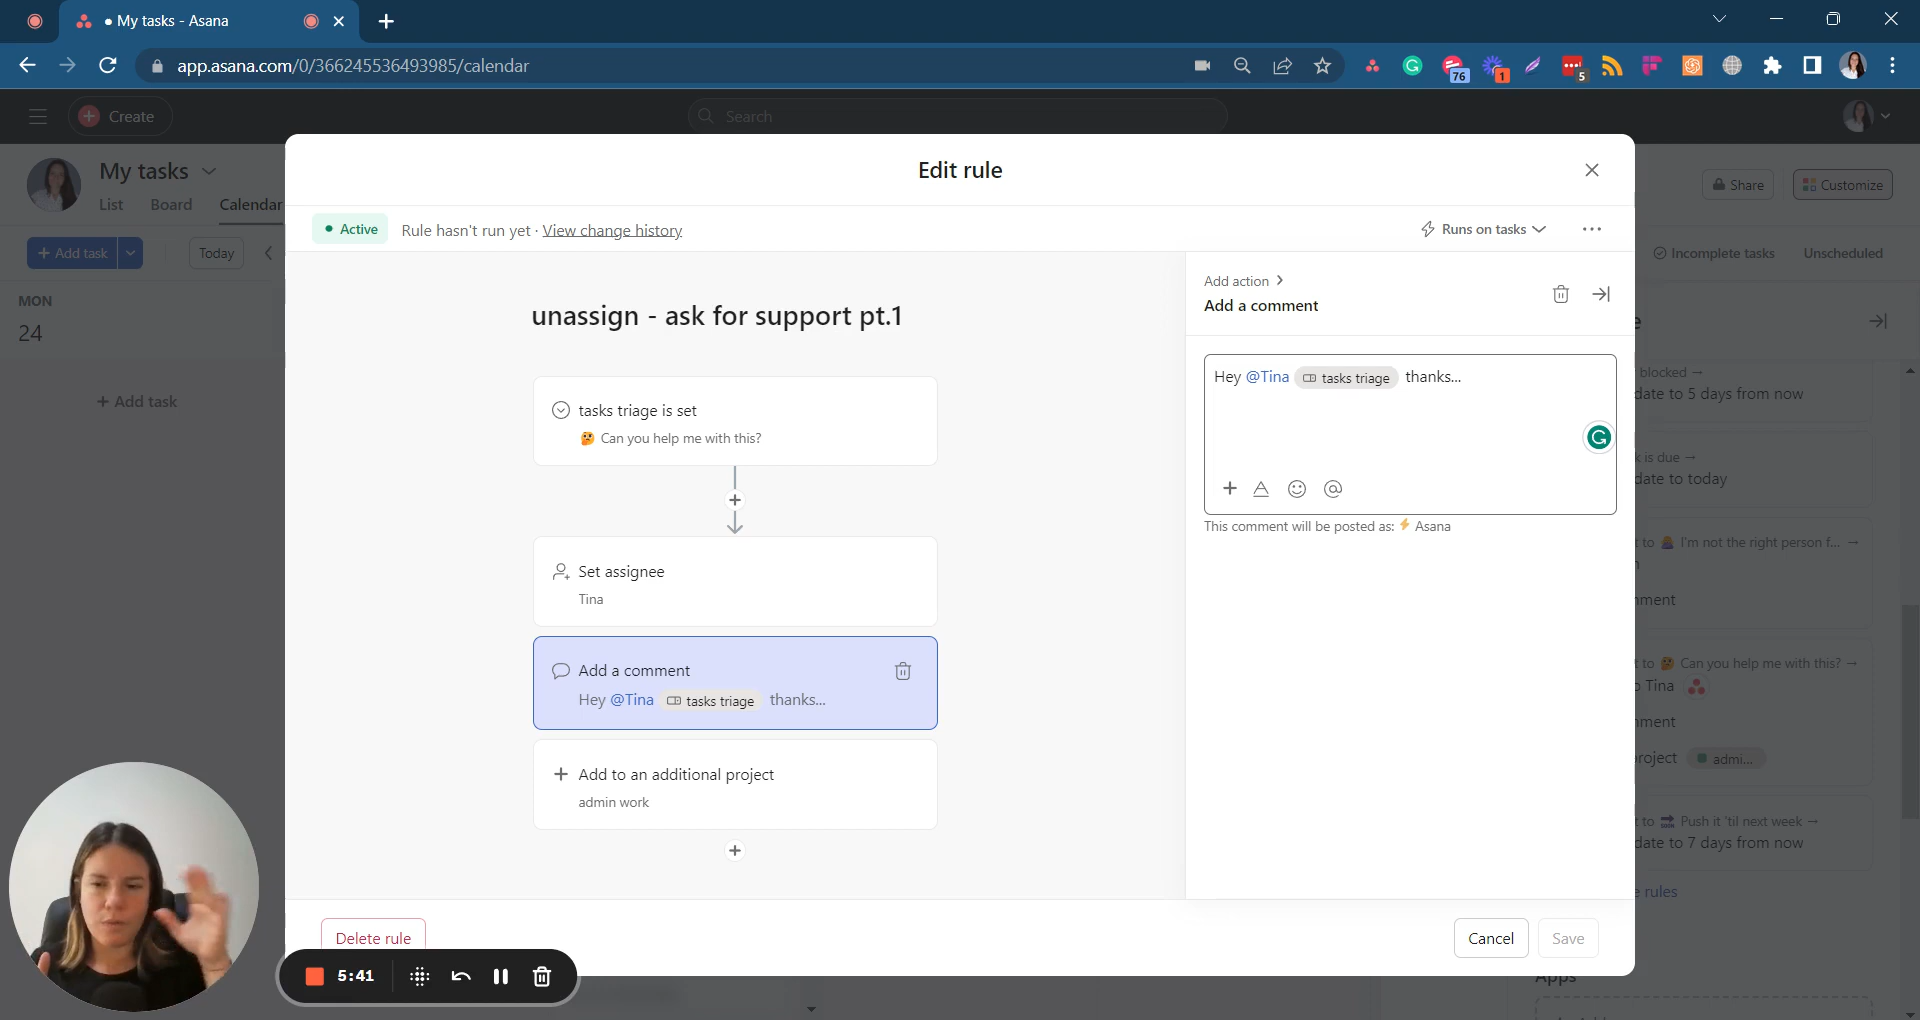 My tasks - Asana
app.asana.com/0/366245536493985/calendar
76
1
5
Create
Search
My tasks
List Board Calendar
Share
Customize
Add task
Today
Incomplete tasks
Unscheduled
MON
24
+ Add task
Edit rule
Active
Rule hasn't run yet · View change history
Runs on tasks
unassign - ask for support pt.1
tasks triage is set
🤔 Can you help me with this?
Set assignee
Tina
Add a comment
Hey @Tina tasks triage thanks...
Add to an additional project
admin work
Add action >
Add a comment
Hey @Tina tasks triage thanks...
This comment will be posted as: ⚡ Asana
Delete rule
Cancel
Save
5:41
blocked →
date to 5 days from now
is due →
date to today
to I'm not the right person f... →
to 🤔 Can you help me with this? →
Tina
admi...
to Push it 'til next week →
date to 7 days from now
rules
Apps